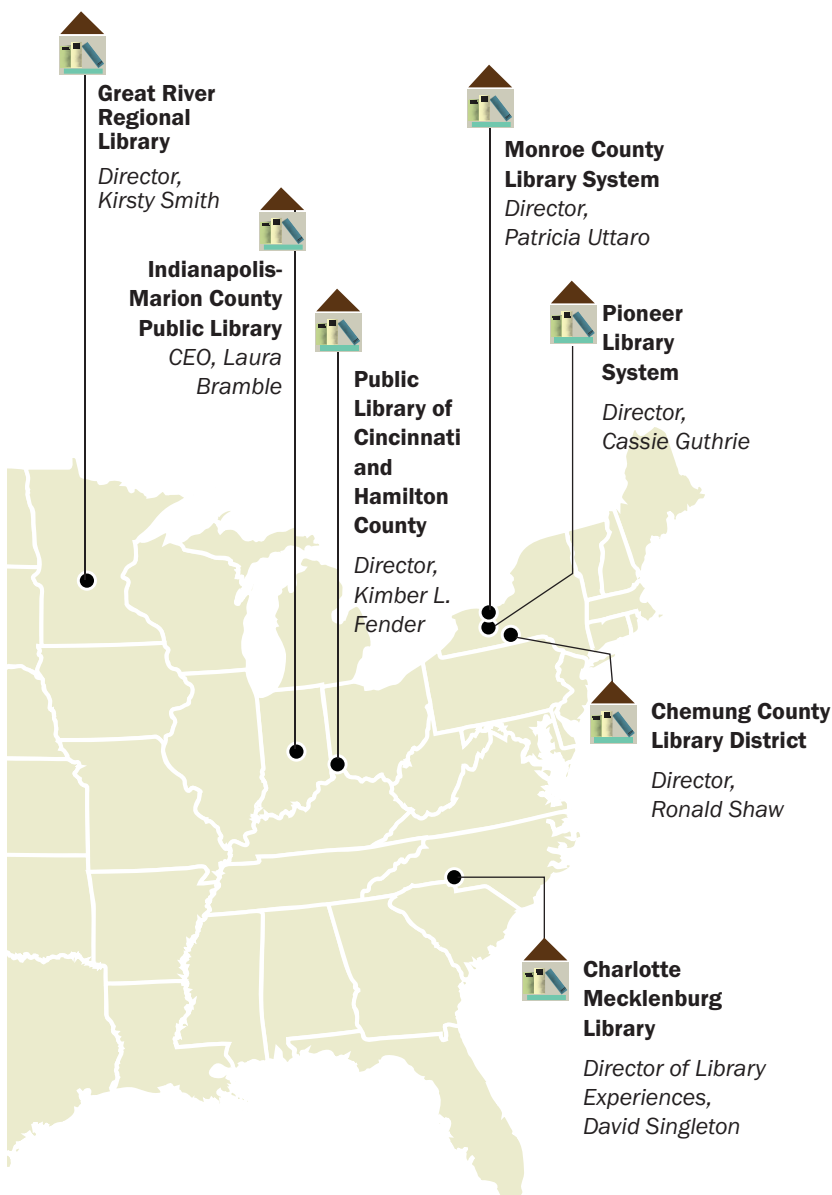 Great River
Regional
Library
Director,
Kirsty Smith
Monroe County
Library System
Director,
Patricia Uttaro
Indianapolis-
Marion County
Public Library
CEO, Laura
Bramble
Pioneer
Library
System
Director,
Cassie Guthrie
Public
Library of
Cincinnati
and
Hamilton
County
Director,
Kimber L.
Fender
Chemung County
Library District
Director,
Ronald Shaw
Charlotte
Mecklenburg
Library
Director of Library
Experiences,
David Singleton